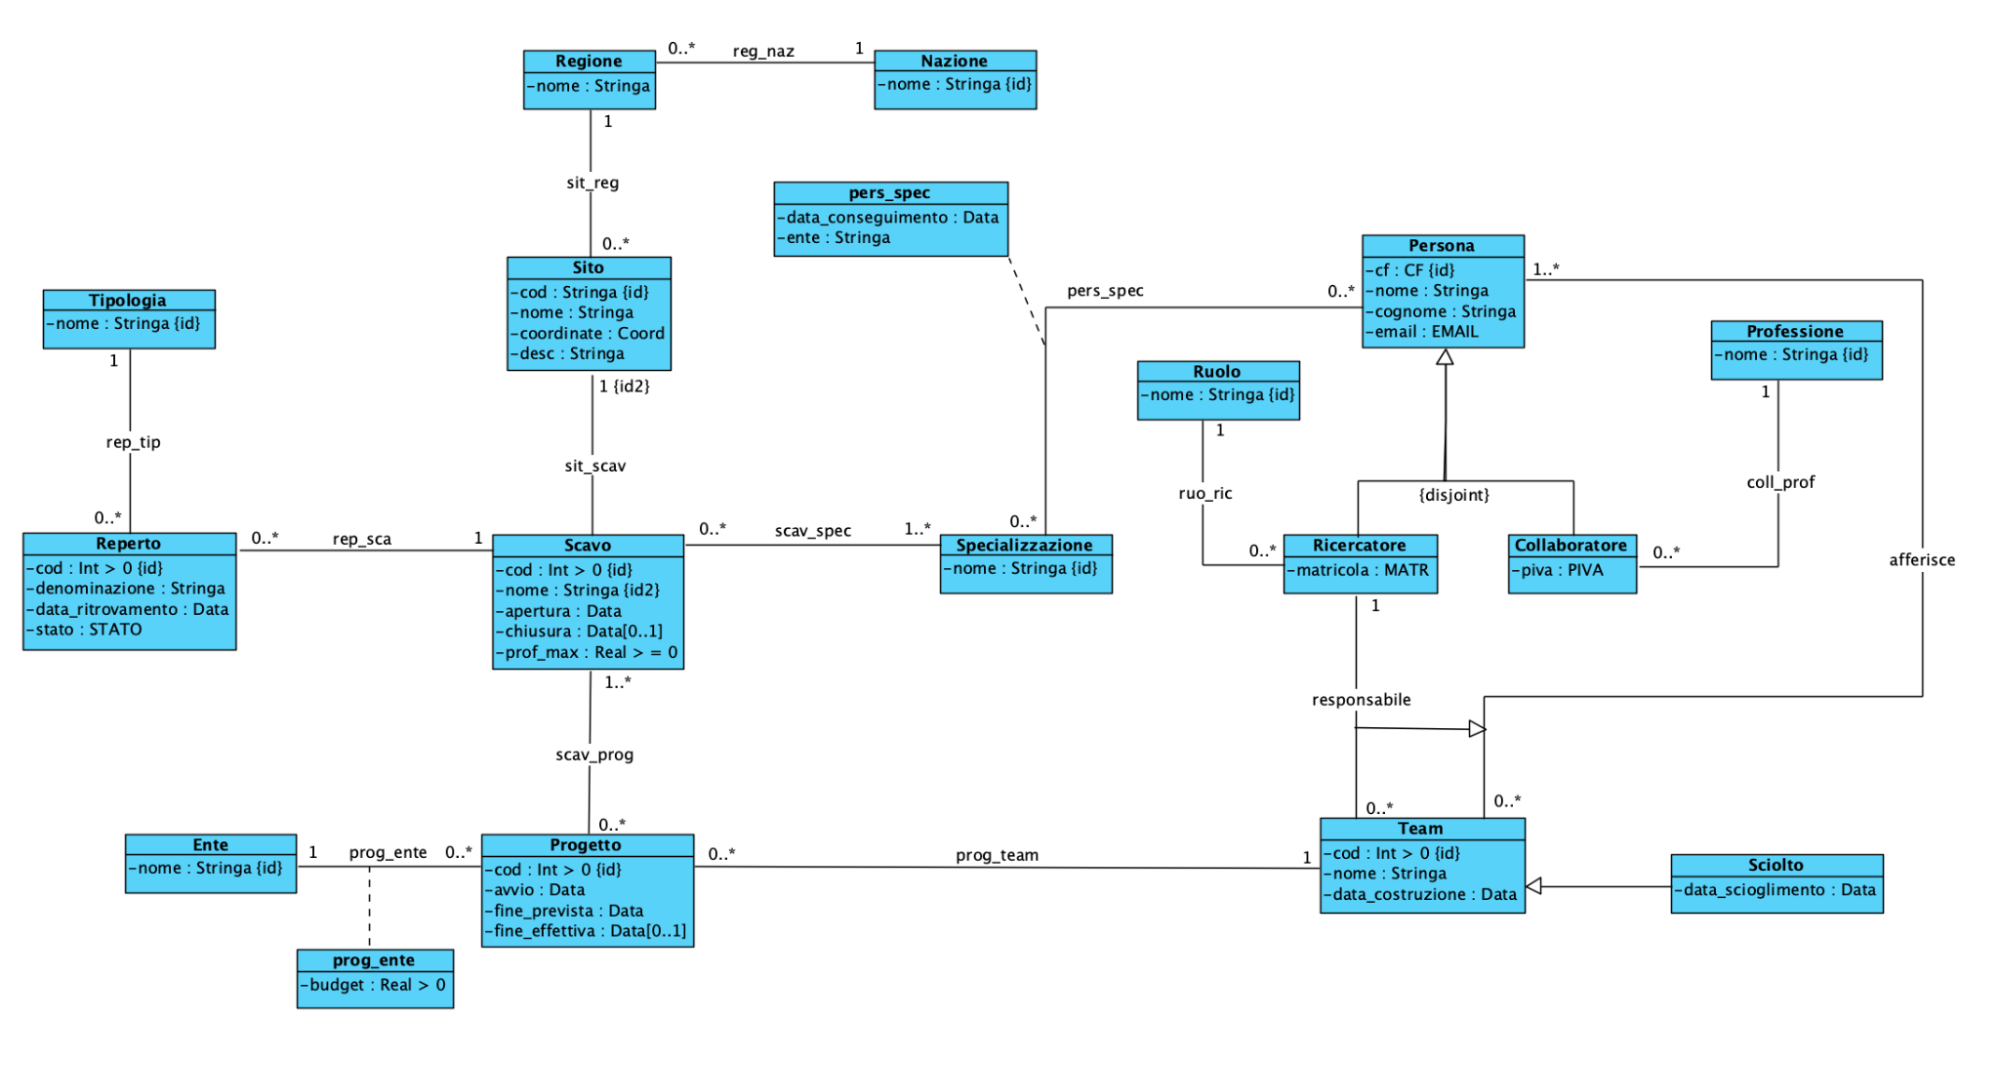 0..*
reg_naz
1
Regione
-nome : Stringa
Nazione
-nome : Stringa {id}
1
sit_reg
0..*
pers_spec
-data_conseguimento : Data
-ente : Stringa
Sito
-cod : Stringa {id}
-nome : Stringa
-coordinate : Coord
-desc : Stringa
1 {id2}
sit_scav
Persona
-cf : CF {id}
-nome : Stringa
-cognome : Stringa
-email : EMAIL
1..*
pers_spec
0..*
0..*
Tipologia
-nome : Stringa {id}
1
rep_tip
0..*
Professione
-nome : Stringa {id}
1
coll_prof
0..*
Ruolo
-nome : Stringa {id}
1
ruo_ric
0..*
{disjoint}
Reperto
-cod : Int > 0 {id}
-denominazione : Stringa
-data_ritrovamento : Data
-stato : STATO
0..*
rep_sca
1
Scavo
-cod : Int > 0 {id}
-nome : Stringa {id2}
-apertura : Data
-chiusura : Data[0..1]
-prof_max : Real > = 0
0..*
scav_spec
1..*
Specializzazione
-nome : Stringa {id}
Ricercatore
-matricola : MATR
Collaboratore
-piva : PIVA
afferisce
1
responsabile
0..*
0..*
1..*
scav_prog
0..*
Ente
-nome : Stringa {id}
1
prog_ente
0..*
Progetto
-cod : Int > 0 {id}
-avvio : Data
-fine_prevista : Data
-fine_effettiva : Data[0..1]
0..*
prog_team
1
Team
-cod : Int > 0 {id}
-nome : Stringa
-data_costruzione : Data
Sciolto
-data_scioglimento : Data
prog_ente
-budget : Real > 0